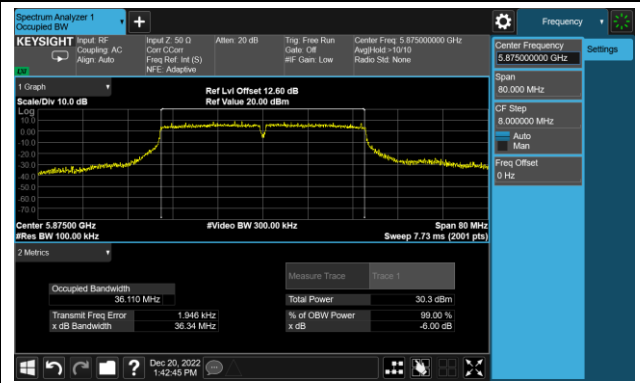 Spectrum Analyzer 1
Occupied BW
Frequency
KEYSIGHT
Input: RF
Coupling: AC
Align: Auto
Input Z: 50 Ω
Corr CCorr
Freq Ref: Int (S)
NFE: Adaptive
Atten: 20 dB
Trig: Free Run
Gate: Off
#IF Gain: Low
Center Freq: 5.875000000 GHz
Avg|Hold:>10/10
Radio Std: None
Center Frequency
5.875000000 GHz
Settings
Span
80.000 MHz
CF Step
8.000000 MHz
Auto
Man
Freq Offset
0 Hz
1 Graph
Scale/Div 10.0 dB
Ref Lvl Offset 12.60 dB
Ref Value 20.00 dBm
Log
10.0
0.00
-10.0
-20.0
-30.0
-40.0
-50.0
-60.0
-70.0
Center 5.87500 GHz
#Video BW 300.00 kHz
Span 80 MHz
#Res BW 100.00 kHz
Sweep 7.73 ms (2001 pts)
2 Metrics
Measure Trace
Trace 1
Occupied Bandwidth
36.110 MHz
Total Power
30.3 dBm
Transmit Freq Error
1.946 kHz
% of OBW Power
99.00 %
x dB Bandwidth
36.34 MHz
x dB
-6.00 dB
Dec 20, 2022
1:42:45 PM